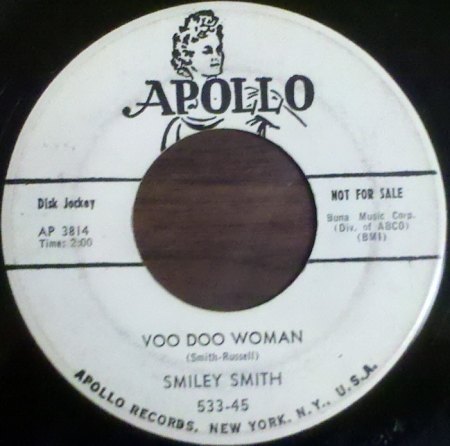 APOLLO
Disk Jockey
AP 3814
Time: 2:00
NOT FOR SALE
Buna Music Corp.
(Div. of ABCO)
(BMI)
VOO DOO WOMAN
(Smith-Russell)
SMILEY SMITH
533-45
APOLLO RECORDS, NEW YORK, N.Y., U.S.A.